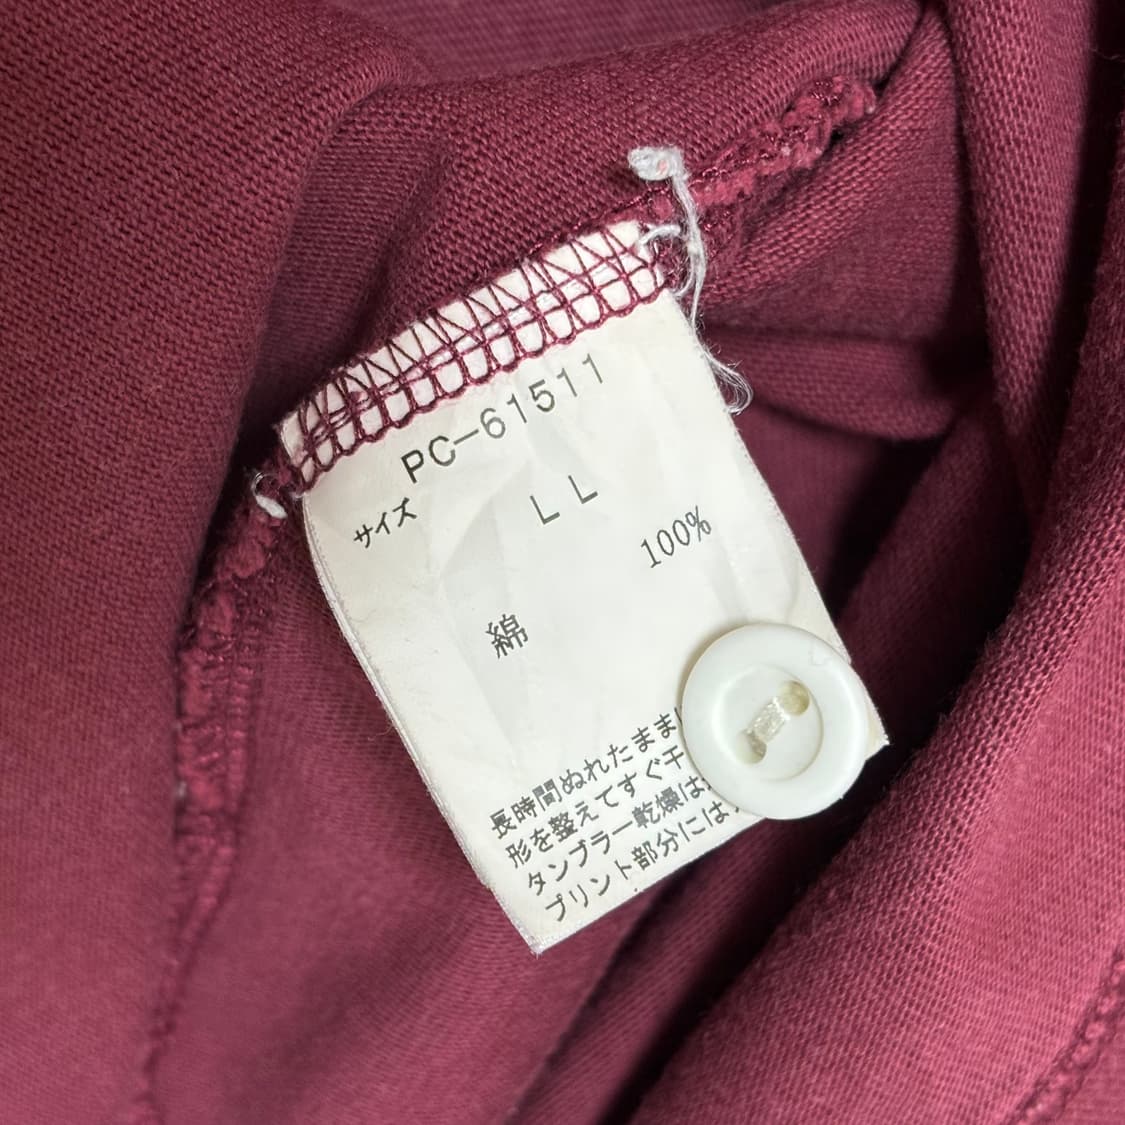 PC-61511
サイズ LL
綿 100%
長時間ぬれたまま
形を整えてすぐ干
タンブラー乾燥は
プリント部分には